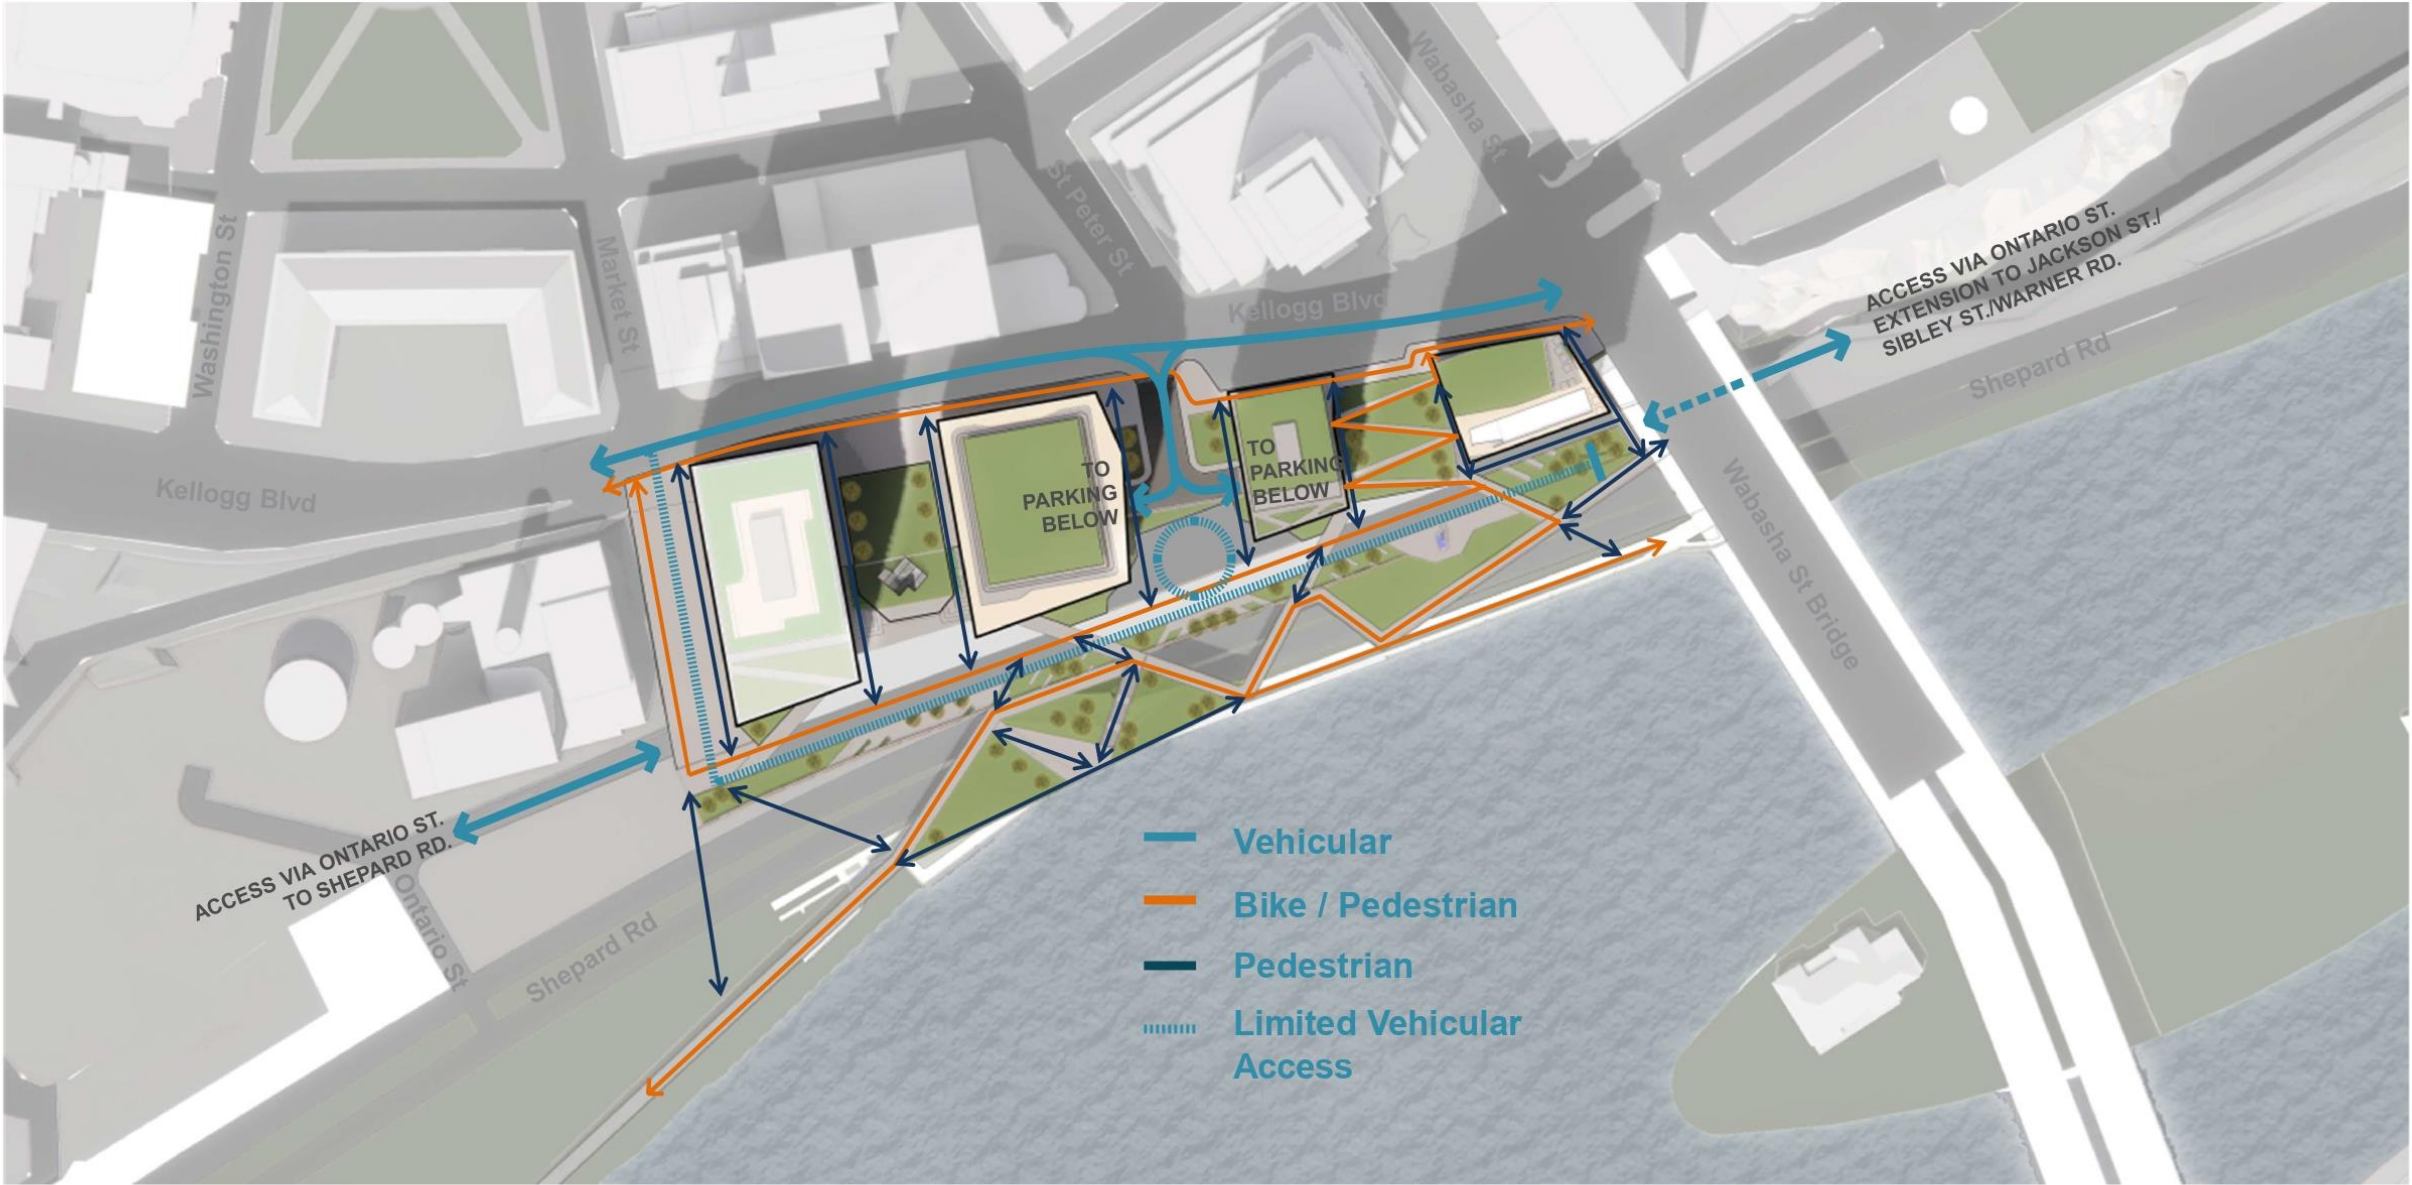 Wabasha St
St Peter St
Washington St
Market St
Kellogg Blvd
ACCESS VIA ONTARIO ST.
EXTENSION TO JACKSON ST./
SIBLEY ST./WARNER RD.
Shepard Rd
Kellogg Blvd
TO
PARKING
BELOW
TO
PARKING
BELOW
Wabasha St Bridge
ACCESS VIA ONTARIO ST.
TO SHEPARD RD.
Ontario St
Shepard Rd
Vehicular
Bike / Pedestrian
Pedestrian
Limited Vehicular
Access